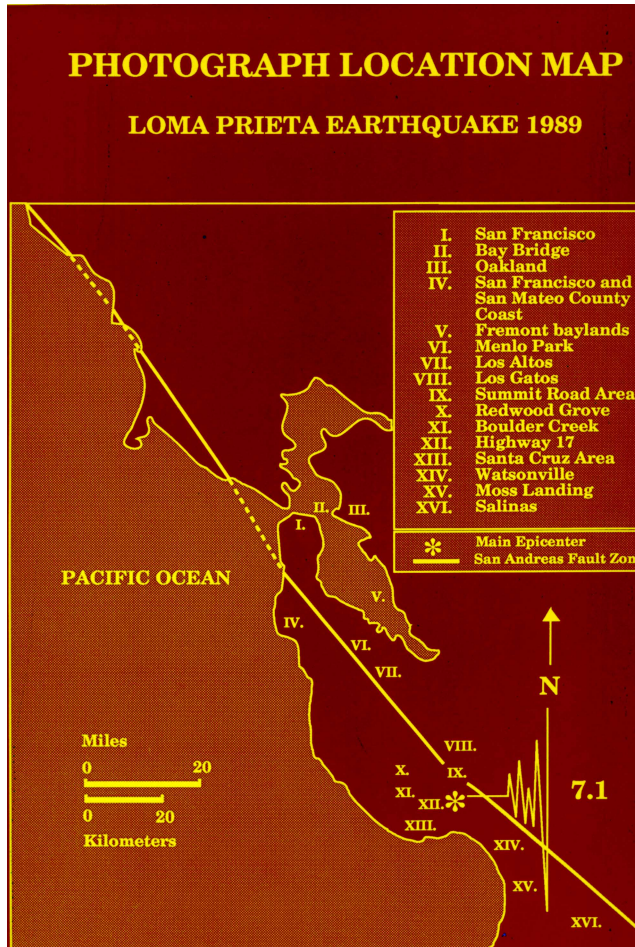 PHOTOGRAPH LOCATION MAP
LOMA PRIETA EARTHQUAKE 1989
I. San Francisco
II. Bay Bridge
III. Oakland
IV. San Francisco and
San Mateo County
Coast
V. Fremont baylands
VI. Menlo Park
VII. Los Altos
VIII. Los Gatos
IX. Summit Road Area
X. Redwood Grove
XI. Boulder Creek
XII. Highway 17
XIII. Santa Cruz Area
XIV. Watsonville
XV. Moss Landing
XVI. Salinas
Main Epicenter
San Andreas Fault Zon
II.
III.
I.
PACIFIC OCEAN
V.
IV.
VI.
VII.
N
Miles
0 20
0 20
Kilometers
VIII.
X.
IX.
XI.
XII.
7.1
XIII.
XIV.
XV.
XVI.